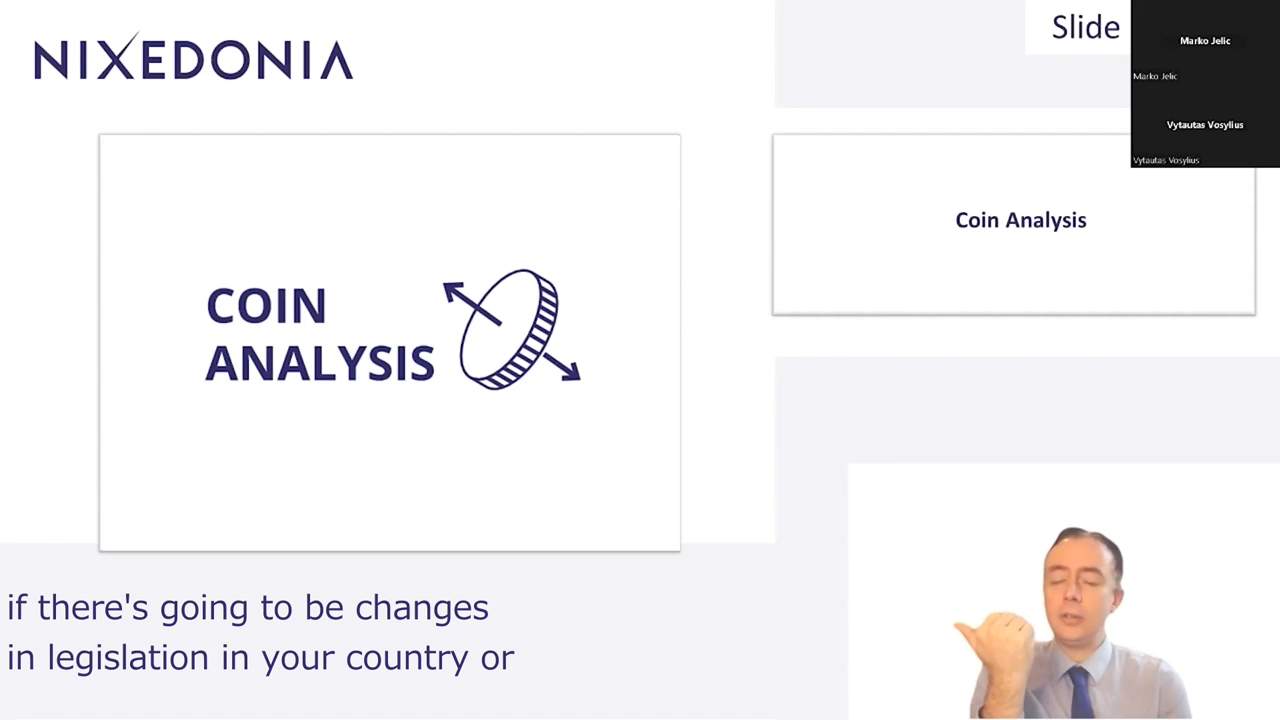 NIXEDONIA
Slide
Marko Jelic
Marko Jelic
Vytautas Vosylius
Vytautas Vosylius
Coin Analysis
COIN
ANALYSIS
if there's going to be changes
in legislation in your country or